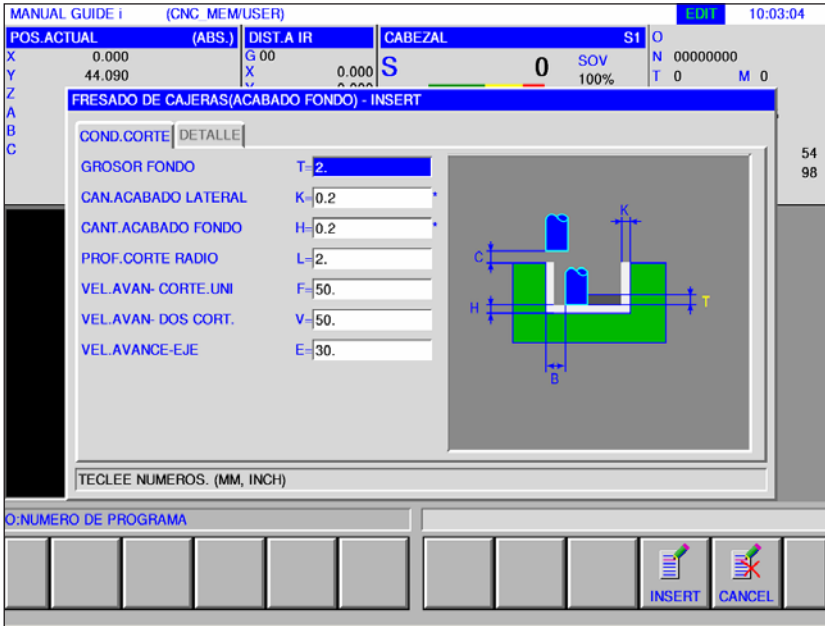 MANUAL GUIDE i (CNC_MEM/USER) EDIT 10:03:04
POS.ACTUAL (ABS.) DIST.A IR CABEZAL S1 O
X 0.000 G 00 S 0 SOV N 00000000
Y 44.090 X 0.000 100% T 0 M 0
Z
FRESADO DE CAJERAS(ACABADO FONDO) - INSERT
A
B
C
54
98
COND.CORTE DETALLE
GROSOR FONDO T=2.
CAN.ACABADO LATERAL K=0.2 *
CANT.ACABADO FONDO H=0.2 *
PROF.CORTE RADIO L=2.
VEL.AVAN- CORTE.UNI F=50.
VEL.AVAN- DOS CORT. V=50.
VEL.AVANCE-EJE E=30.
K
C
H
T
B
TECLEE NUMEROS. (MM, INCH)
O:NUMERO DE PROGRAMA
INSERT CANCEL